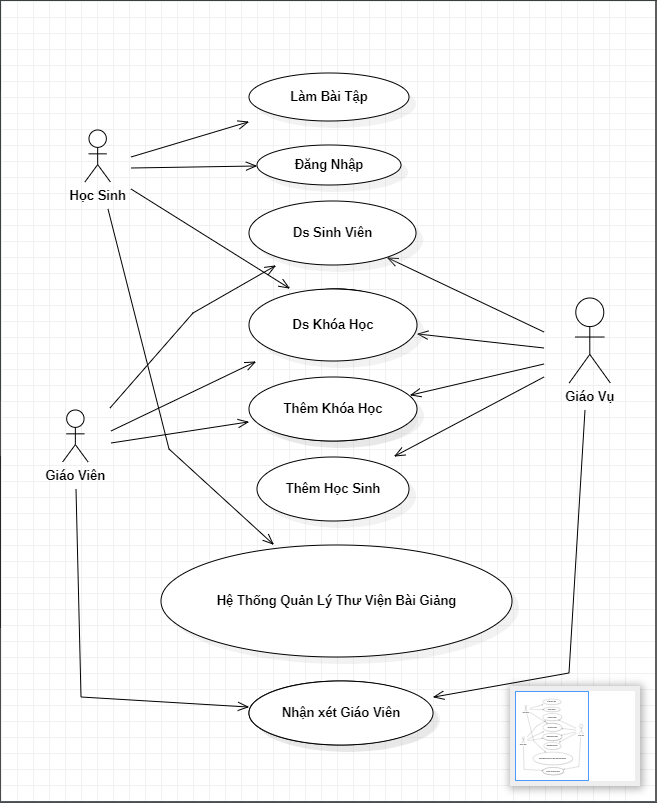 Làm Bài Tập
Đăng Nhập
Học Sinh
Ds Sinh Viên
Ds Khóa Học
Giáo Vụ
Thêm Khóa Học
Giáo Viên
Thêm Học Sinh
Hệ Thống Quản Lý Thư Viện Bài Giảng
Nhận xét Giáo Viên